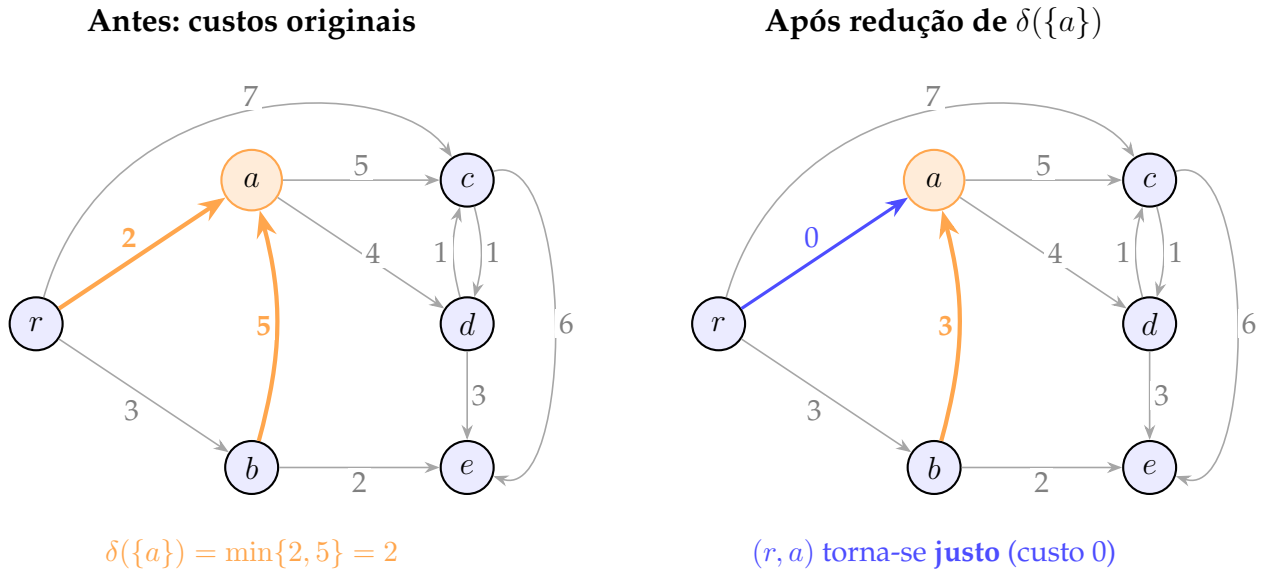 Antes: custos originais
Após redução de δ({a})
7
a
5
c
2
4
1
1
r
5
d
6
3
3
b
2
e
δ({a}) = min{2, 5} = 2
7
a
5
c
0
4
1
1
r
3
d
6
3
3
b
2
e
(r, a) torna-se justo (custo 0)